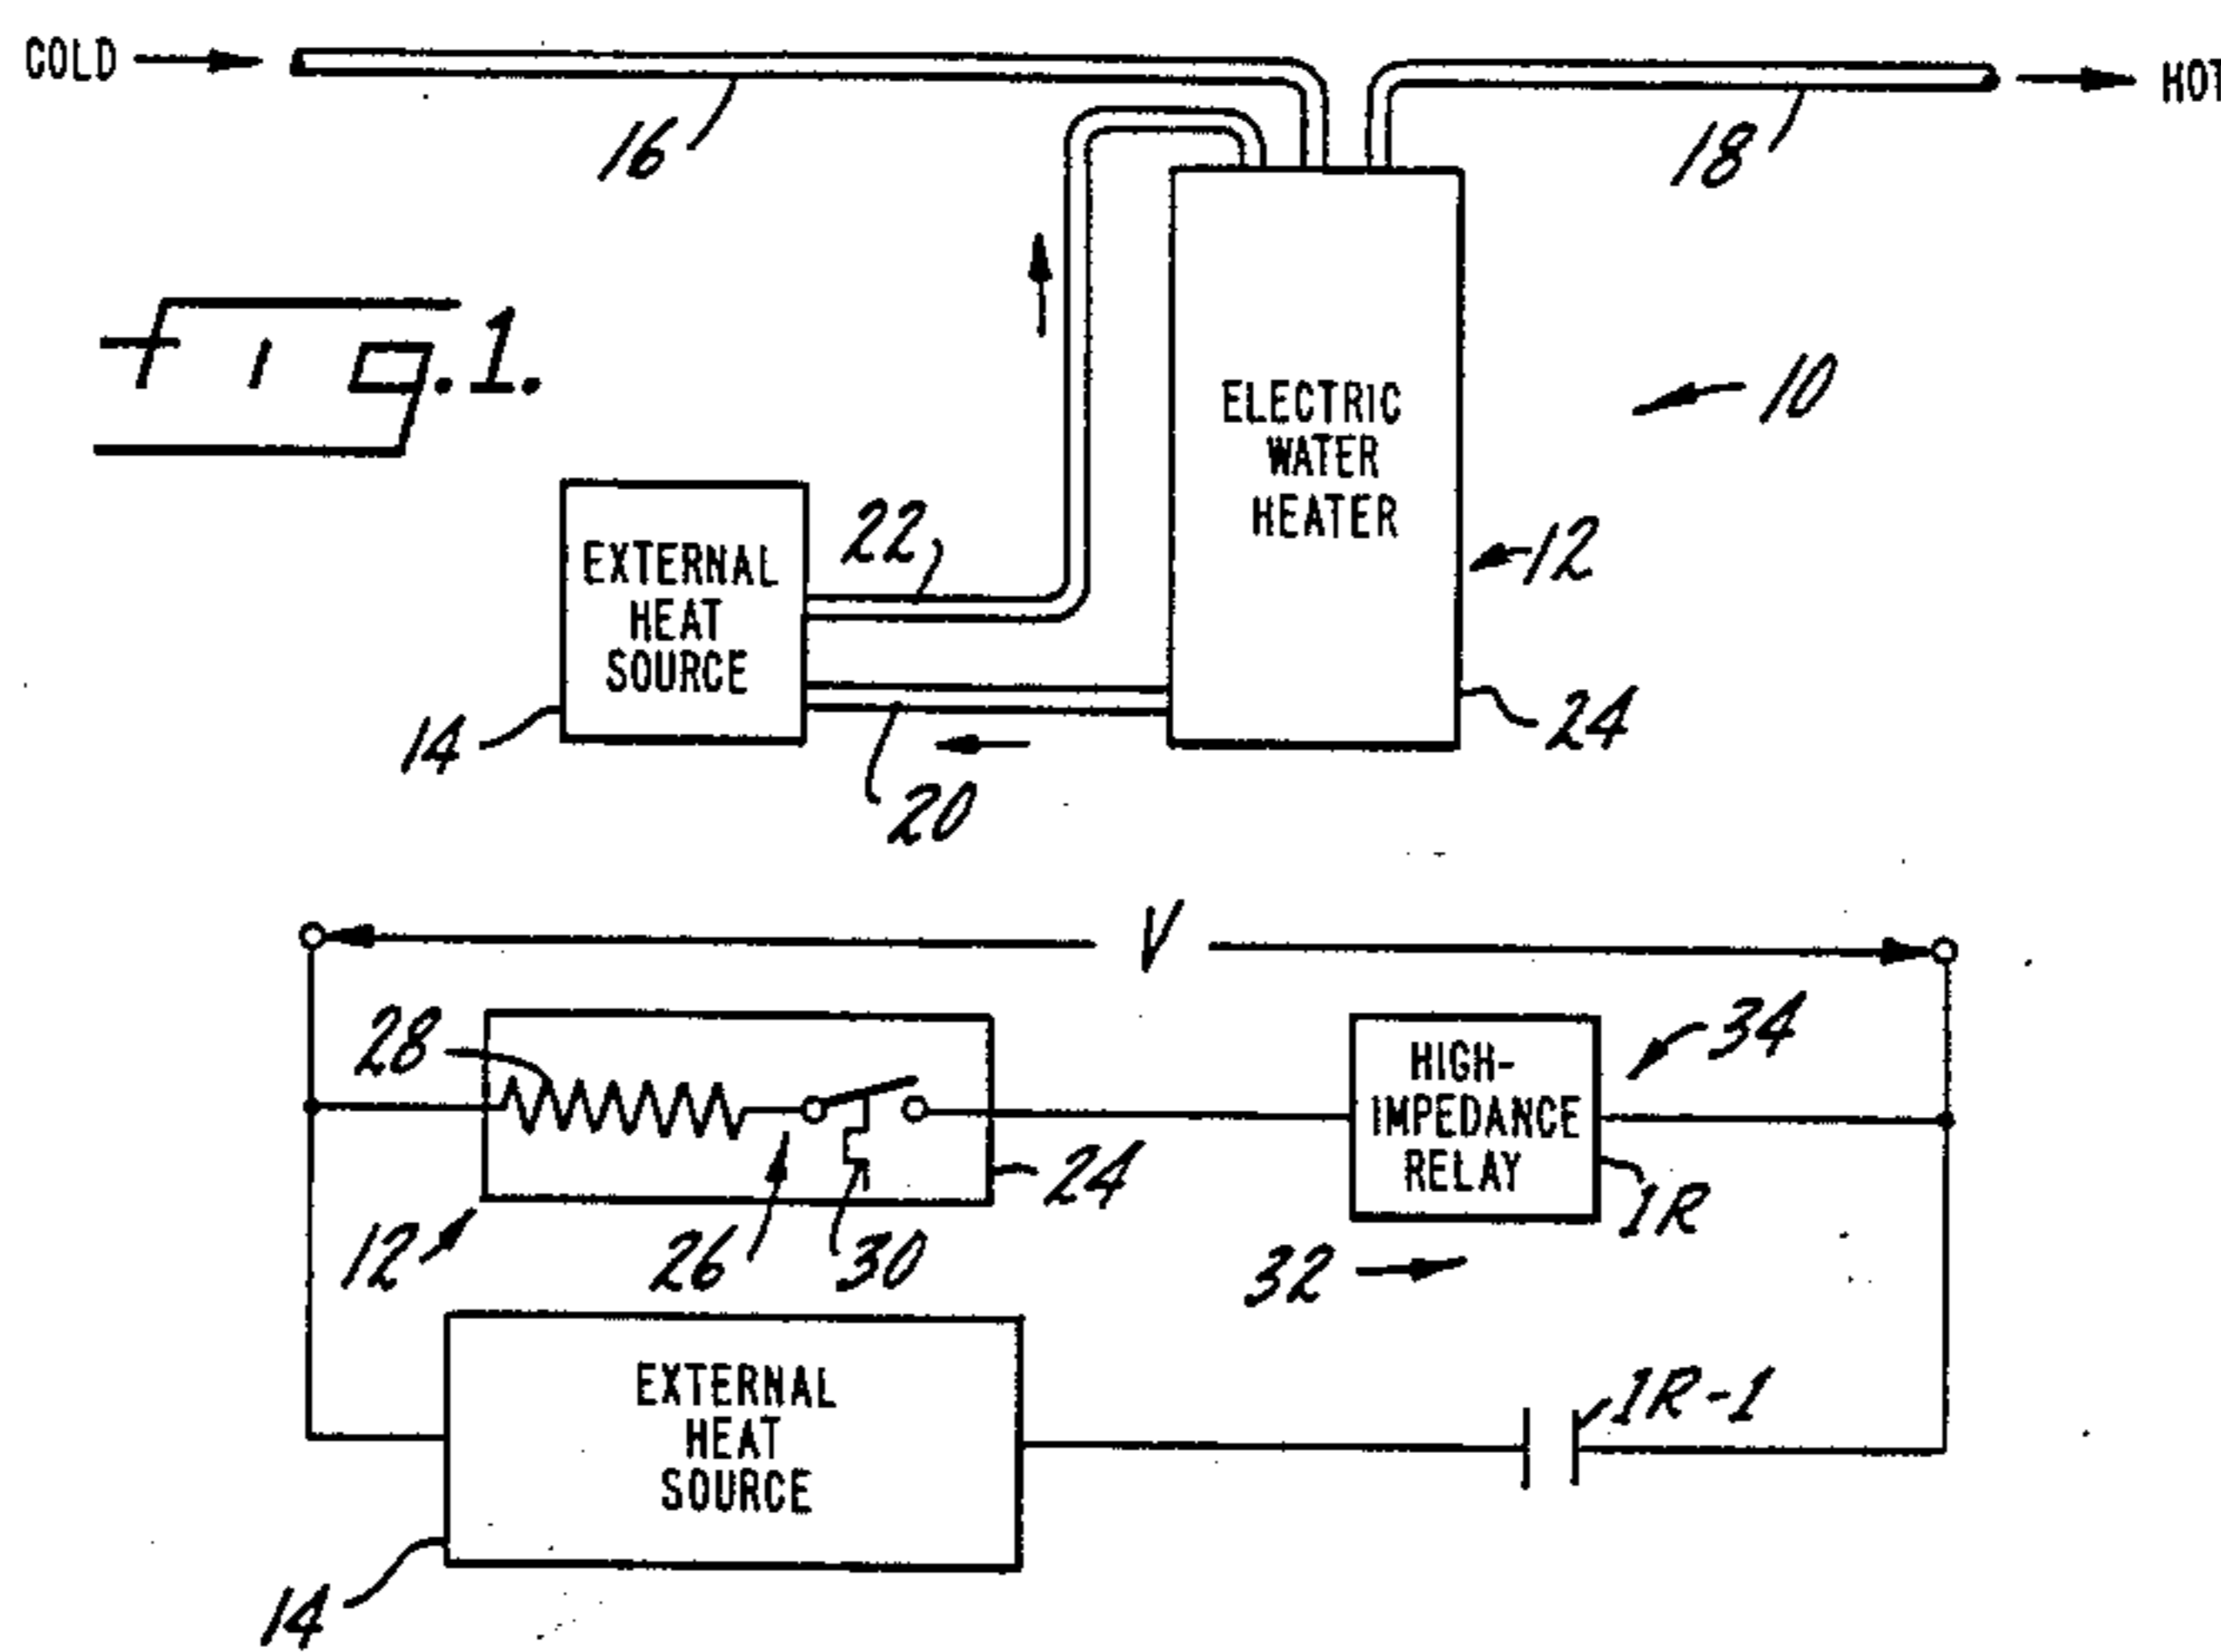 COLD
HOT
16
18
Fig. 1.
10
ELECTRIC
WATER
HEATER
22
12
EXTERNAL
HEAT
SOURCE
14
24
20
V
28
34
HIGH-
IMPEDANCE
RELAY
24
1R
12
26
30
32
EXTERNAL
HEAT
SOURCE
1R-1
14